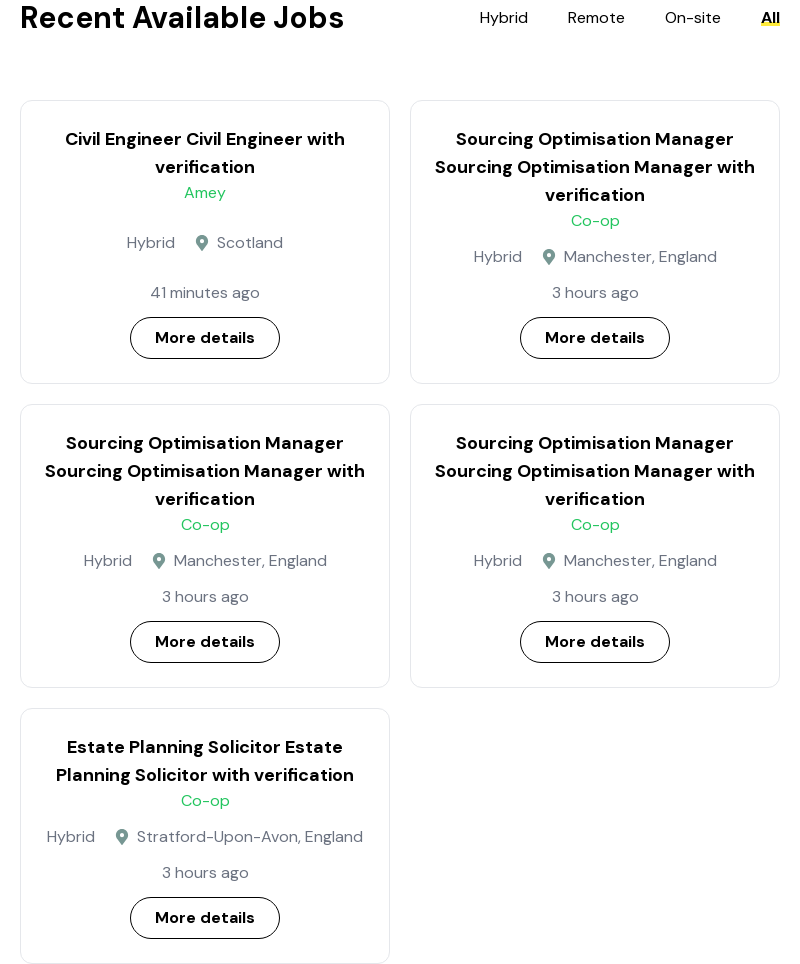 Recent Available Jobs
Hybrid Remote On-site All
Civil Engineer Civil Engineer with
verification
Amey
Hybrid Scotland
41 minutes ago
More details
Sourcing Optimisation Manager
Sourcing Optimisation Manager with
verification
Co-op
Hybrid Manchester, England
3 hours ago
More details
Sourcing Optimisation Manager
Sourcing Optimisation Manager with
verification
Co-op
Hybrid Manchester, England
3 hours ago
More details
Sourcing Optimisation Manager
Sourcing Optimisation Manager with
verification
Co-op
Hybrid Manchester, England
3 hours ago
More details
Estate Planning Solicitor Estate
Planning Solicitor with verification
Co-op
Hybrid Stratford-Upon-Avon, England
3 hours ago
More details